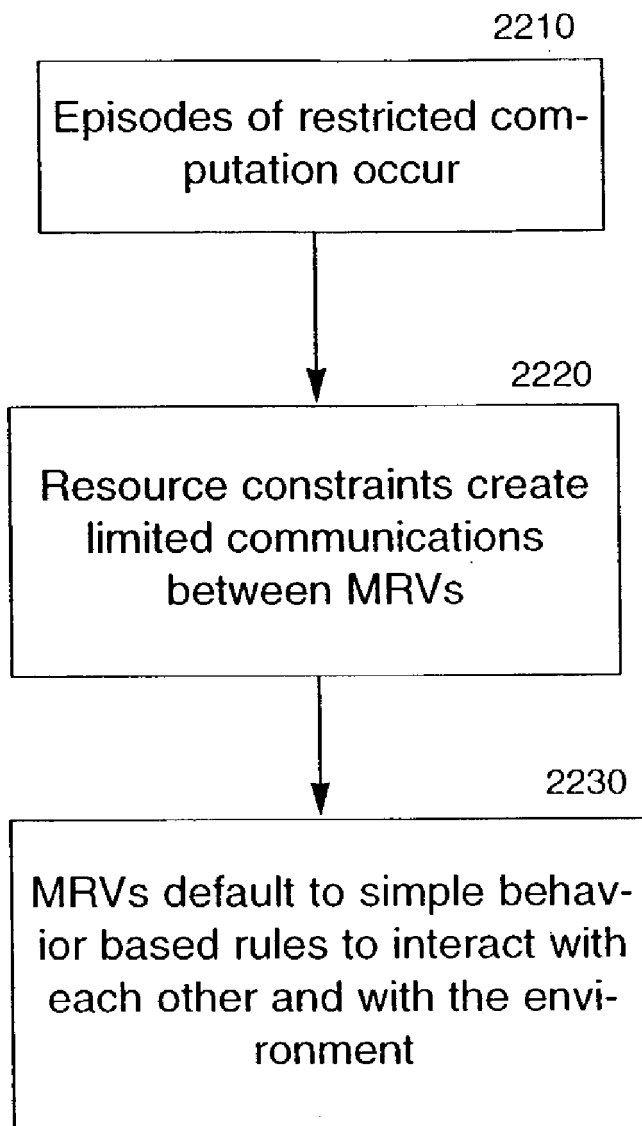 2210
Episodes of restricted com-
putation occur
2220
Resource constraints create
limited communications
between MRVs
2230
MRVs default to simple behav-
ior based rules to interact with
each other and with the envi-
ronment